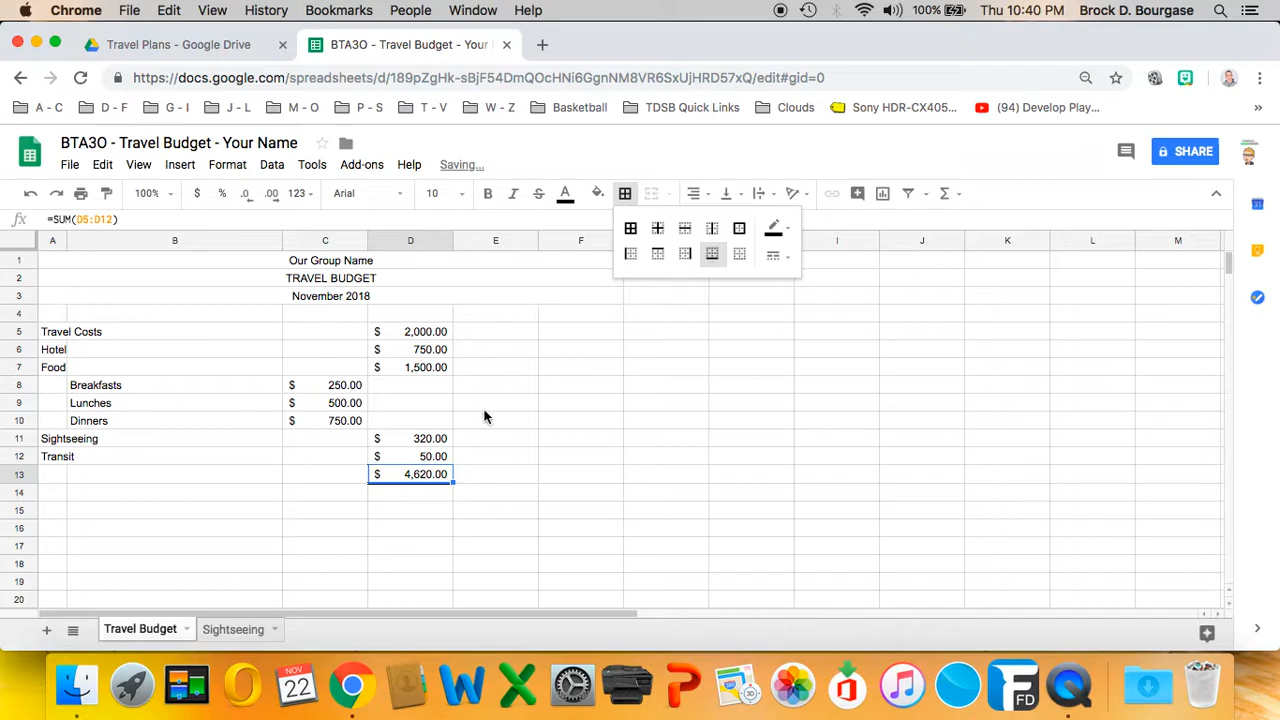 Chrome File Edit View History Bookmarks People Window Help 100% Thu 10:40 PM Brock D. Bourgase
Travel Plans - Google Drive BTA3O - Travel Budget - Your
https://docs.google.com/spreadsheets/d/189pZgHk-sBjF54DmQOcHNi6GgnNM8VR6SxUjHRD57xQ/edit#gid=0
A - C D - F G - I J - L M - O P - S T - V W - Z Basketball TDSB Quick Links Clouds Sony HDR-CX405... (94) Develop Play... »
BTA3O - Travel Budget - Your Name
File Edit View Insert Format Data Tools Add-ons Help Saving... SHARE
100% $ % .0 .00 123 Arial 10 B I S A Σ
fx =SUM(D5:D12)
A B C D E F I J K L M
1 Our Group Name
2 TRAVEL BUDGET
3 November 2018
4
5 Travel Costs $ 2,000.00
6 Hotel $ 750.00
7 Food $ 1,500.00
8 Breakfasts $ 250.00
9 Lunches $ 500.00
10 Dinners $ 750.00
11 Sightseeing $ 320.00
12 Transit $ 50.00
13 $ 4,620.00
14
15
16
17
18
19
20
Travel Budget Sightseeing
NOV
22
FD